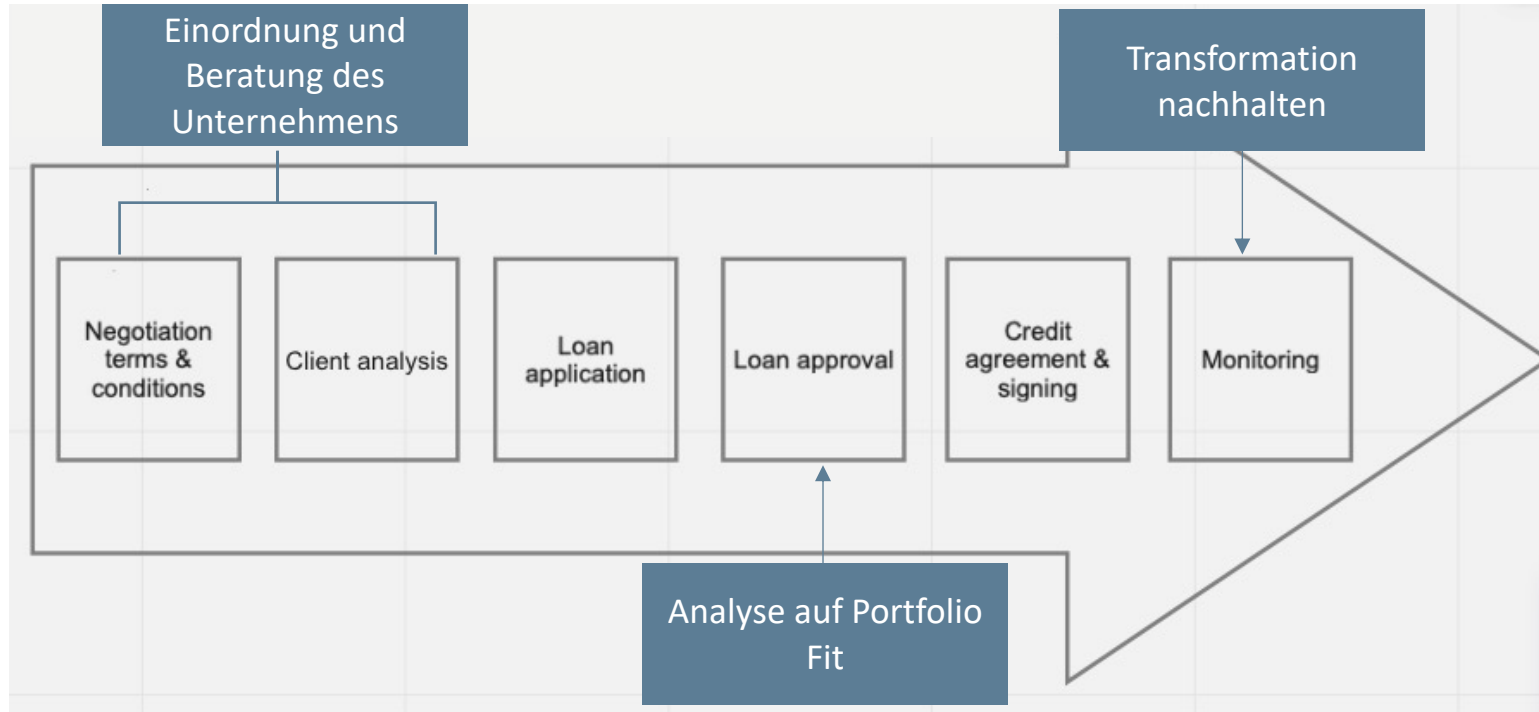 Einordnung und
Beratung des
Unternehmens
Transformation
nachhalten
Negotiation
terms &
conditions
Client analysis
Loan
application
Loan approval
Credit
agreement &
signing
Monitoring
Analyse auf Portfolio
Fit